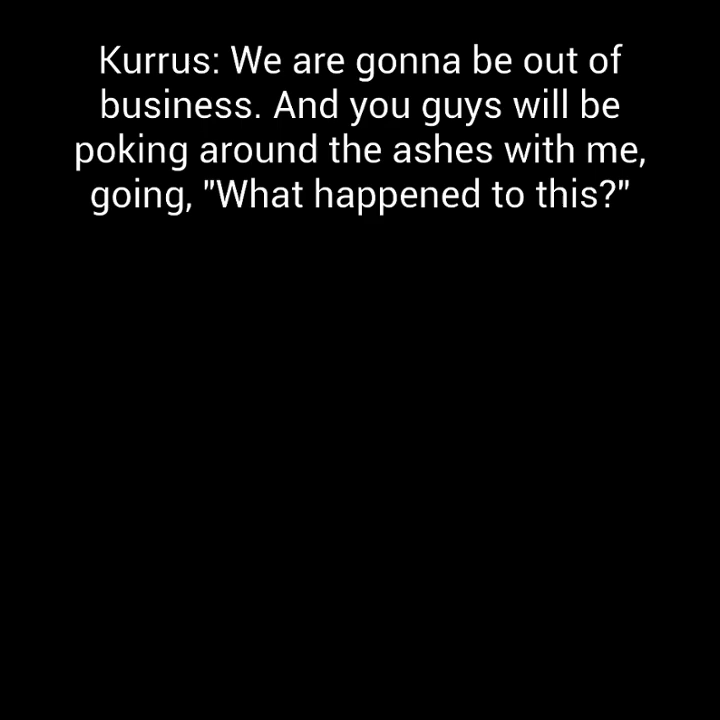 Kurrus: We are gonna be out of
business. And you guys will be
poking around the ashes with me,
going, "What happened to this?"